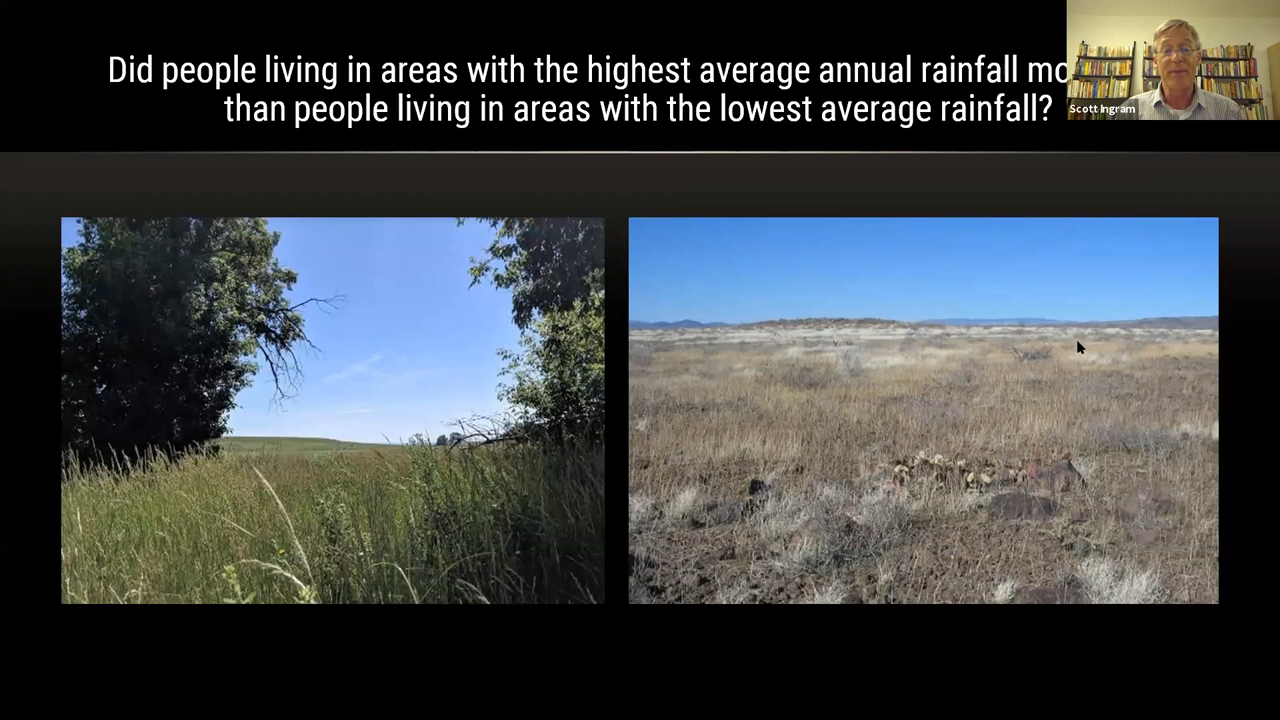 Did people living in areas with the highest average annual rainfall mo
than people living in areas with the lowest average rainfall?
Scott Ingram